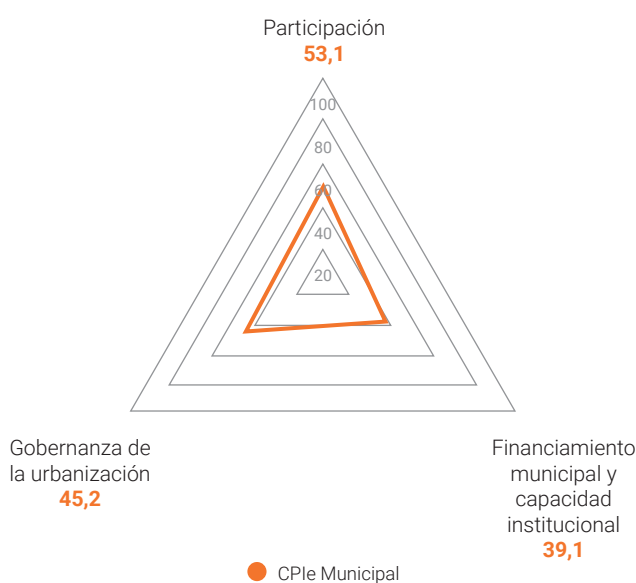 Participación
53,1
100
80
60
40
20
Gobernanza de
la urbanización
45,2
Financiamiento
municipal y
capacidad
institucional
39,1
CPIe Municipal